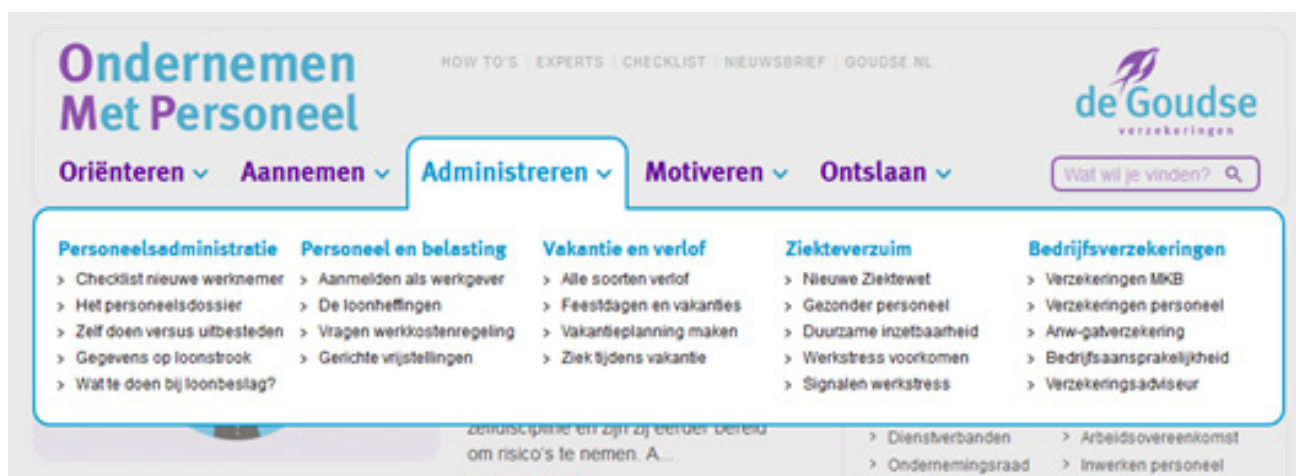 Ondernemen
Met Personeel
HOW TO'S | EXPERTS | CHECKLIST | NIEUWSBRIEF | GOUDSE.NL
de Goudse
verzekeringen
Oriënteren
Aannemen
Administreren
Motiveren
Ontslaan
Wat wil je vinden?
Personeelsadministratie
> Checklist nieuwe werknemer
> Het personeelsdossier
> Zelf doen versus uitbesteden
> Gegevens op loonstrook
> Wat te doen bij loonbeslag?
Personeel en belasting
> Aanmelden als werkgever
> De loonheffingen
> Vragen werkkostenregeling
> Gerichte vrijstellingen
Vakantie en verlof
> Alle soorten verlof
> Feestdagen en vakanties
> Vakantieplanning maken
> Ziek tijdens vakantie
Ziekteverzuim
> Nieuwe Ziektewet
> Gezonder personeel
> Duurzame inzetbaarheid
> Werkstress voorkomen
> Signalen werkstress
Bedrijfsverzekeringen
> Verzekeringen MKB
> Verzekeringen personeel
> Anw-gatverzekering
> Bedrijfsaansprakelijkheid
> Verzekeringsadviseur
zelfdiscipline en zijn zij eerder bereid
om risico's te nemen. A...
> Dienstverbanden
> Ondernemingsraad
> Arbeidsovereenkomst
> Inwerken personeel